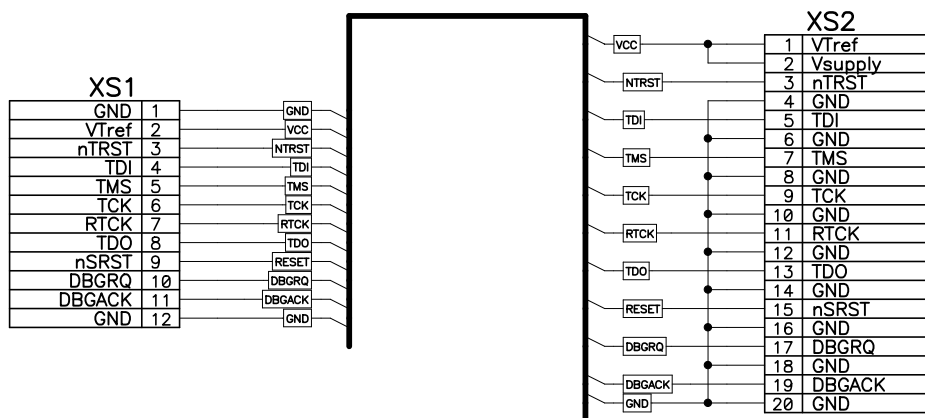 XS1
GND 1 GND
VTref 2 VCC
nTRST 3 NTRST
TDI 4 TDI
TMS 5 TMS
TCK 6 TCK
RTCK 7 RTCK
TDO 8 TDO
nSRST 9 RESET
DBGRQ 10 DBGRQ
DBGACK 11 DBGACK
GND 12 GND
XS2
VCC 1 VTref
2 Vsupply
NTRST 3 nTRST
4 GND
TDI 5 TDI
6 GND
TMS 7 TMS
8 GND
TCK 9 TCK
10 GND
RTCK 11 RTCK
12 GND
TDO 13 TDO
14 GND
RESET 15 nSRST
16 GND
DBGRQ 17 DBGRQ
18 GND
DBGACK 19 DBGACK
GND 20 GND